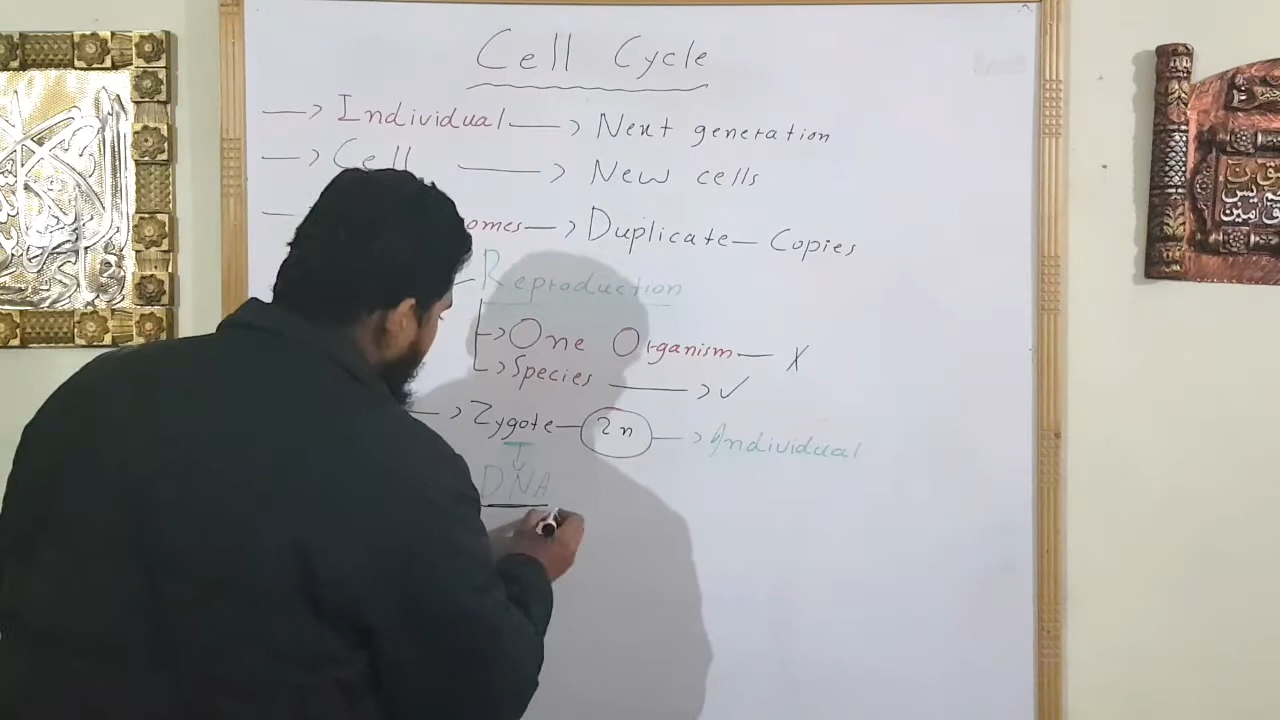 Cell Cycle
—> Individual —> Next generation
—> Cell —> New cells
omes —> Duplicate — Copies
Reproduction
-> One Organism — X
-> Species —> ✓
—> Zygote — 2n —> Individual
DNA